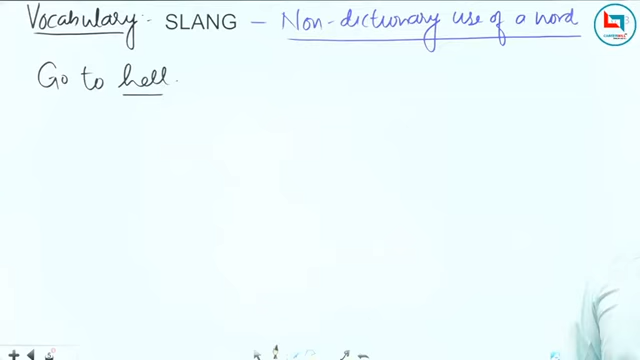 Vocabulary:- SLANG - Non-dictionary use of a word
Go to hell.